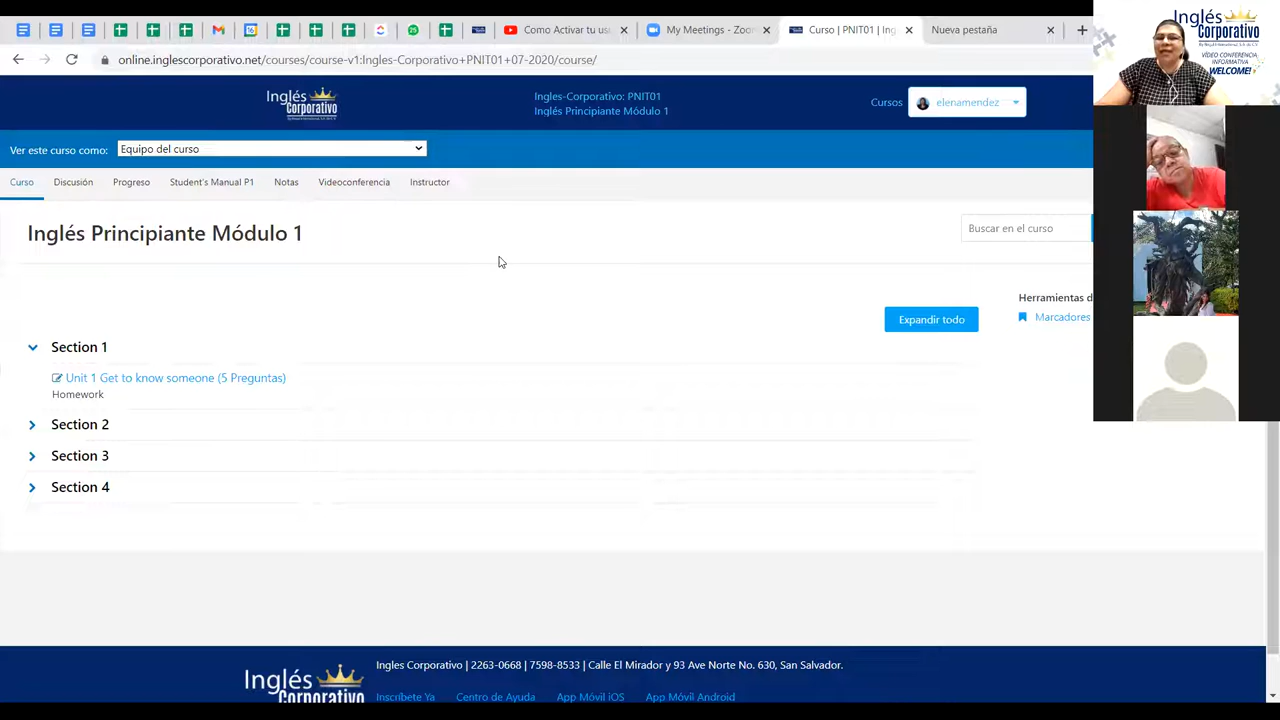 Como Activar tu usu
My Meetings - Zoom
Curso | PNIT01 | Ing
Nueva pestaña
online.inglescorporativo.net/courses/course-v1:Ingles-Corporativo+PNIT01+07-2020/course/
Inglés
Corporativo
Ingles-Corporativo: PNIT01
Inglés Principiante Módulo 1
Cursos
elenamendez
Ver este curso como:
Equipo del curso
Curso
Discusión
Progreso
Student's Manual P1
Notas
Videoconferencia
Instructor
Inglés Principiante Módulo 1
Buscar en el curso
Expandir todo
Herramientas d
Marcadores
Section 1
Unit 1 Get to know someone (5 Preguntas)
Homework
Section 2
Section 3
Section 4
Inglés
Corporativo
Ingles Corporativo | 2263-0668 | 7598-8533 | Calle El Mirador y 93 Ave Norte No. 630, San Salvador.
Inscríbete Ya
Centro de Ayuda
App Móvil iOS
App Móvil Android
Inglés
Corporativo
VÍDEO CONFERENCIA
INFORMATIVA
WELCOME!